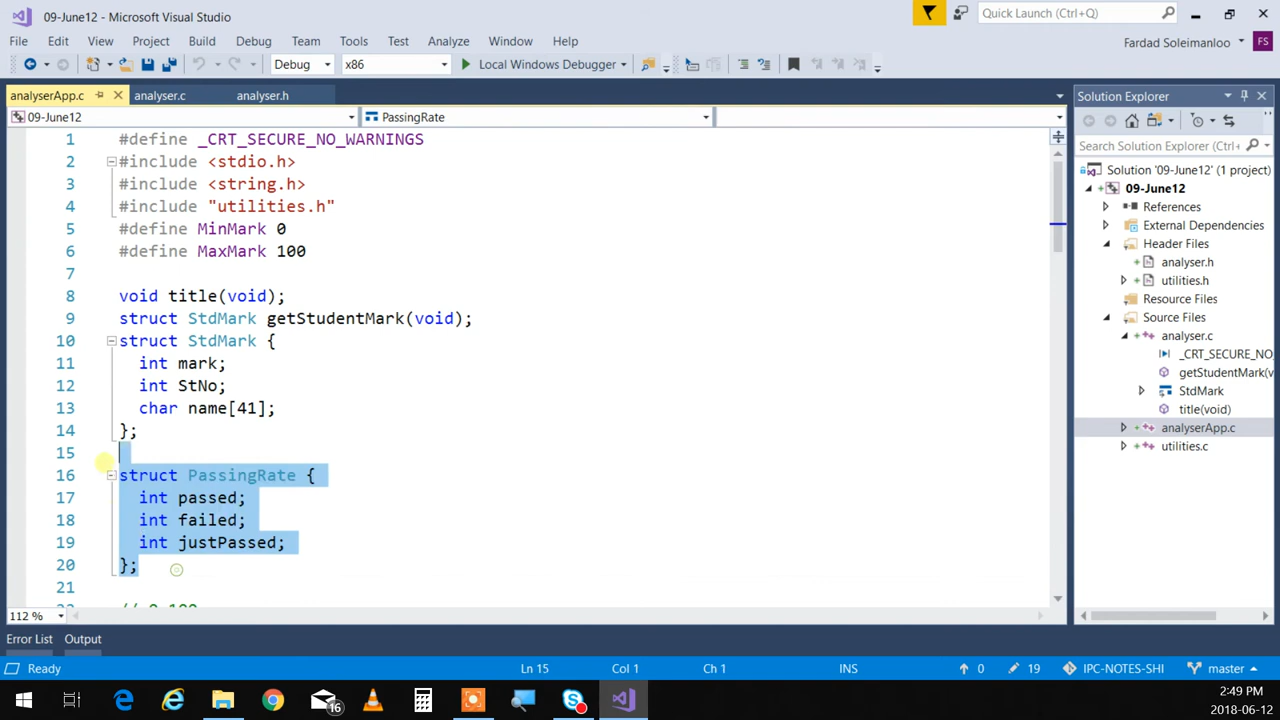 09-June12 - Microsoft Visual Studio
Quick Launch (Ctrl+Q)
File Edit View Project Build Debug Team Tools Test Analyze Window Help
Fardad Soleimanloo FS
Debug x86 Local Windows Debugger
analyserApp.c analyser.c analyser.h
09-June12 PassingRate
1 #define _CRT_SECURE_NO_WARNINGS
2 #include <stdio.h>
3 #include <string.h>
4 #include "utilities.h"
5 #define MinMark 0
6 #define MaxMark 100
7
8 void title(void);
9 struct StdMark getStudentMark(void);
10 struct StdMark {
11 int mark;
12 int StNo;
13 char name[41];
14 };
15
16 struct PassingRate {
17 int passed;
18 int failed;
19 int justPassed;
20 };
21
112 %
Solution Explorer
Search Solution Explorer (Ctrl+
Solution '09-June12' (1 project)
09-June12
References
External Dependencies
Header Files
analyser.h
utilities.h
Resource Files
Source Files
analyser.c
_CRT_SECURE_NO
getStudentMark(v
StdMark
title(void)
analyserApp.c
utilities.c
Error List Output
Ready Ln 15 Col 1 Ch 1 INS 0 19 IPC-NOTES-SHI master
16
2:49 PM
2018-06-12